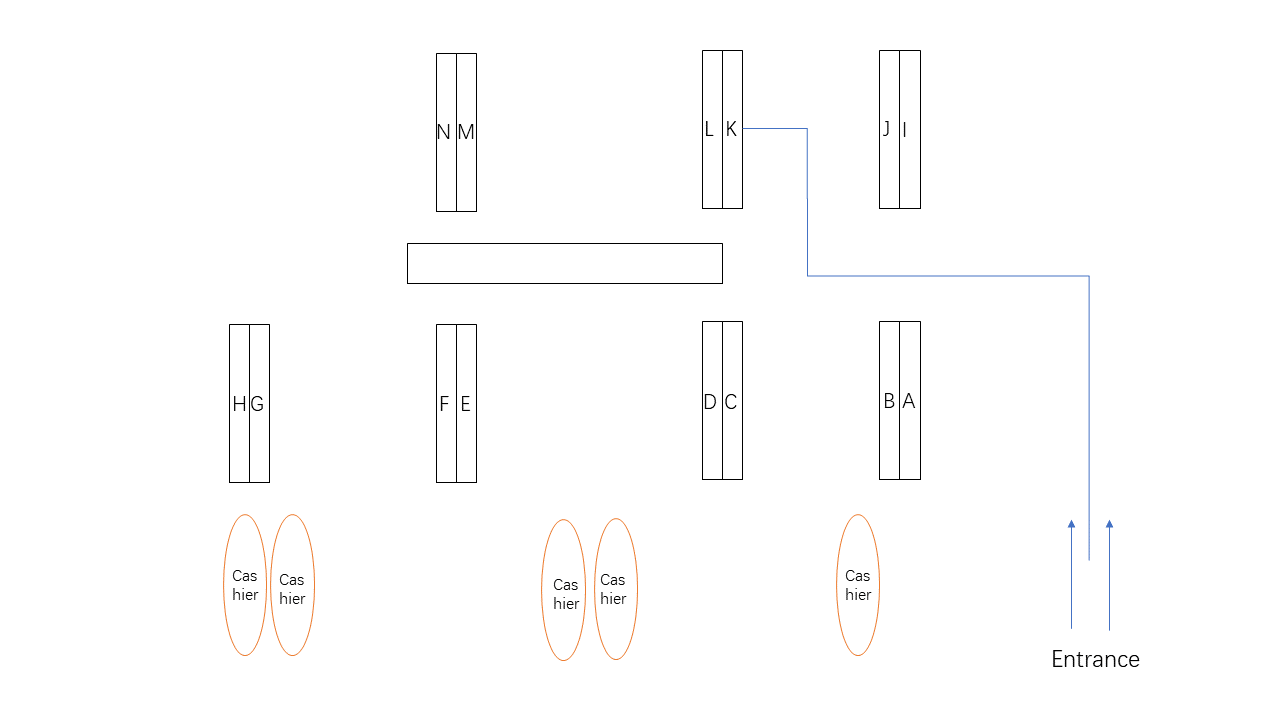 N M
L K
J I
H G
F E
D C
B A
Cas
hier
Cas
hier
Cas
hier
Cas
hier
Cas
hier
Entrance